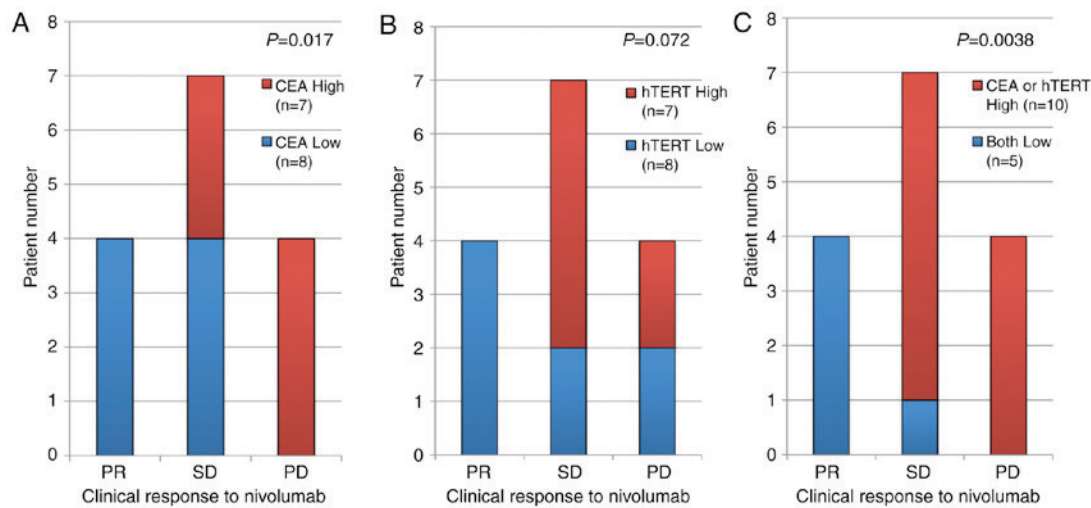 A
P=0.017
CEA High
(n=7)
CEA Low
(n=8)
Patient number
8
7
6
5
4
3
2
1
0
PR SD PD
Clinical response to nivolumab
B
P=0.072
hTERT High
(n=7)
hTERT Low
(n=8)
Patient number
8
7
6
5
4
3
2
1
0
PR SD PD
Clinical response to nivolumab
C
P=0.0038
CEA or hTERT
High (n=10)
Both Low
(n=5)
Patient number
8
7
6
5
4
3
2
1
0
PR SD PD
Clinical response to nivolumab